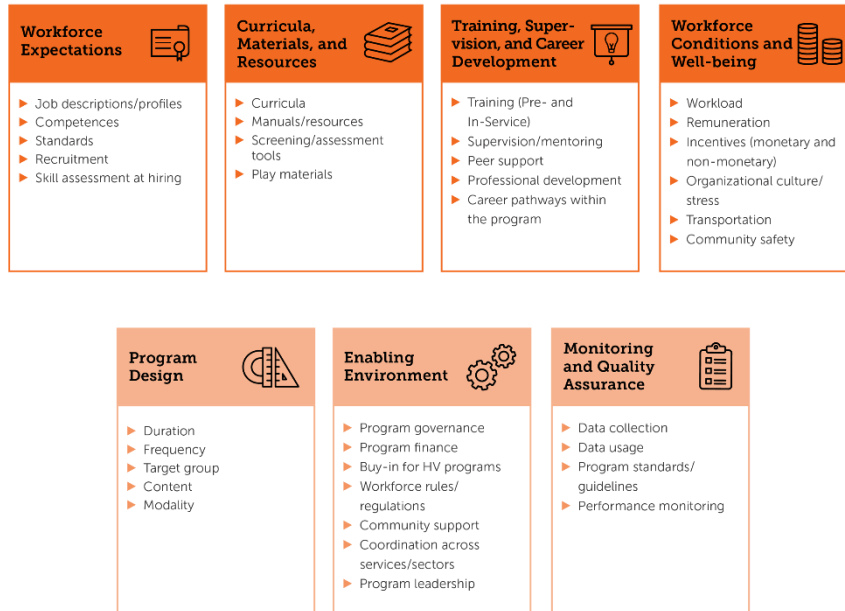 Workforce
Expectations
Job descriptions/profiles
Competences
Standards
Recruitment
Skill assessment at hiring
Curricula,
Materials, and
Resources
Curricula
Manuals/resources
Screening/assessment
tools
Play materials
Training, Super-
vision, and Career
Development
Training (Pre- and
In-Service)
Supervision/mentoring
Peer support
Professional development
Career pathways within
the program
Workforce
Conditions and
Well-being
Workload
Remuneration
Incentives (monetary and
non-monetary)
Organizational culture/
stress
Transportation
Community safety
Program
Design
Duration
Frequency
Target group
Content
Modality
Enabling
Environment
Program governance
Program finance
Buy-in for HV programs
Workforce rules/
regulations
Community support
Coordination across
services/sectors
Program leadership
Monitoring
and Quality
Assurance
Data collection
Data usage
Program standards/
guidelines
Performance monitoring